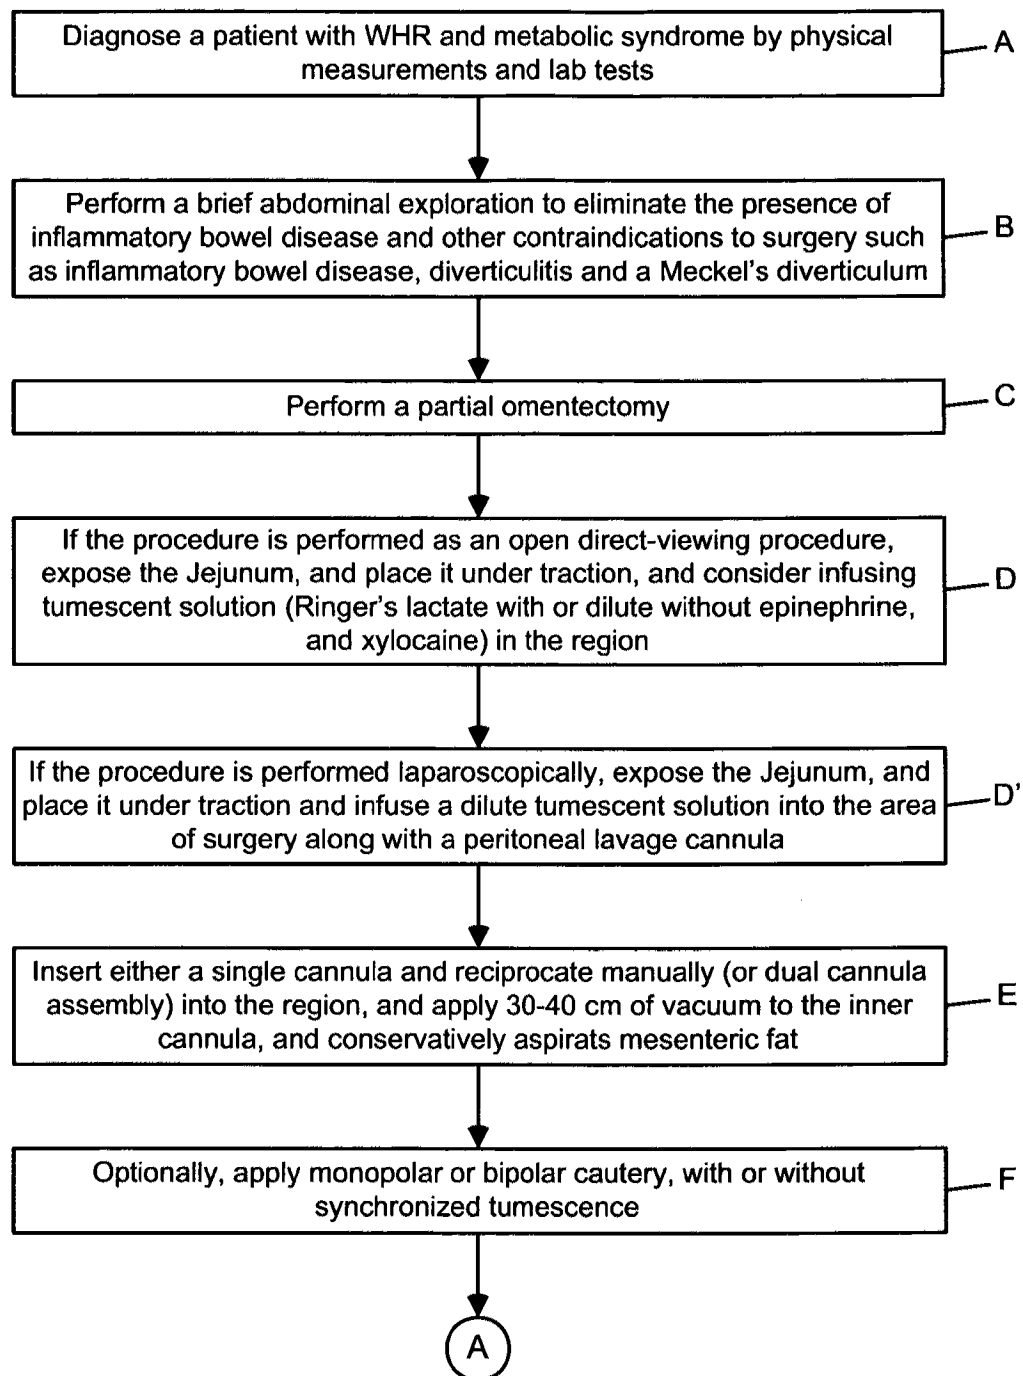 Diagnose a patient with WHR and metabolic syndrome by physical
measurements and lab tests
A
Perform a brief abdominal exploration to eliminate the presence of
inflammatory bowel disease and other contraindications to surgery such
as inflammatory bowel disease, diverticulitis and a Meckel's diverticulum
B
Perform a partial omentectomy
C
If the procedure is performed as an open direct-viewing procedure,
expose the Jejunum, and place it under traction, and consider infusing
tumescent solution (Ringer's lactate with or dilute without epinephrine,
and xylocaine) in the region
D
If the procedure is performed laparoscopically, expose the Jejunum, and
place it under traction and infuse a dilute tumescent solution into the area
of surgery along with a peritoneal lavage cannula
D'
Insert either a single cannula and reciprocate manually (or dual cannula
assembly) into the region, and apply 30-40 cm of vacuum to the inner
cannula, and conservatively aspirats mesenteric fat
E
Optionally, apply monopolar or bipolar cautery, with or without
synchronized tumescence
F
A